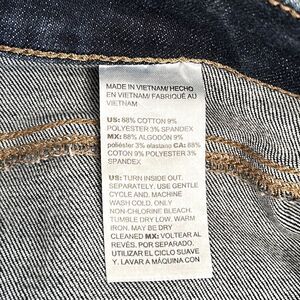 MADE IN VIETNAM/HECHO
EN VIETNAM/ FABRIQUÉ AU
VIETNAM
US: 88% COTTON 9%
POLYESTER 3% SPANDEX
MX: 88% ALGODÓN 9%
poliéster 3% elastano CA: 88%
COTON 9% POLYESTER 3%
SPANDEX
US: TURN INSIDE OUT.
SEPARATELY. USE GENTLE
CYCLE AND, MACHINE
WASH COLD, ONLY
NON-CHLORINE BLEACH.
TUMBLE DRY LOW. WARM
IRON. MAY BE DRY
CLEANED MX: VOLTEAR AL
REVÉS. POR SEPARADO.
UTILIZAR EL CICLO SUAVE
Y, LAVAR A MÁQUINA CON